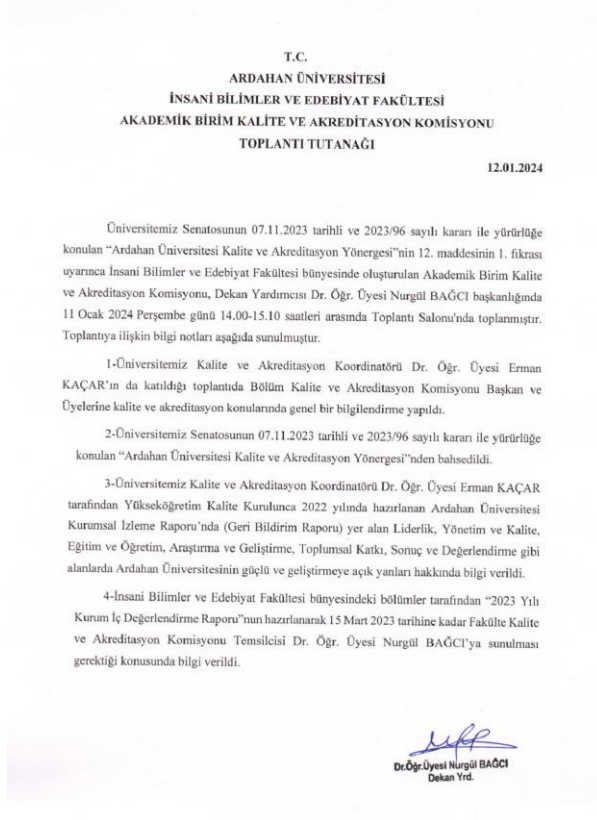 T.C.
ARDAHAN ÜNİVERSİTESİ
İNSANİ BİLİMLER VE EDEBİYAT FAKÜLTESİ
AKADEMİK BİRİM KALİTE VE AKREDİTASYON KOMİSYONU
TOPLANTI TUTANAĞI
12.01.2024
Üniversitemiz Senatosunun 07.11.2023 tarihli ve 2023/96 sayılı kararı ile yürürlüğe
konulan “Ardahan Üniversitesi Kalite ve Akreditasyon Yönergesi”nin 12. maddesinin 1. fıkrası
uyarınca İnsani Bilimler ve Edebiyat Fakültesi bünyesinde oluşturulan Akademik Birim Kalite
ve Akreditasyon Komisyonu, Dekan Yardımcısı Dr. Öğr. Üyesi Nurgül BAĞCI başkanlığında
11 Ocak 2024 Perşembe günü 14.00-15.10 saatleri arasında Toplantı Salonu'nda toplanmıştır.
Toplantıya ilişkin bilgi notları aşağıda sunulmuştur.
1-Üniversitemiz Kalite ve Akreditasyon Koordinatörü Dr. Öğr. Üyesi Erman
KAÇAR’ın da katıldığı toplantıda Bölüm Kalite ve Akreditasyon Komisyonu Başkan ve
Üyelerine kalite ve akreditasyon konularında genel bir bilgilendirme yapıldı.
2-Üniversitemiz Senatosunun 07.11.2023 tarihli ve 2023/96 sayılı kararı ile yürürlüğe
konulan “Ardahan Üniversitesi Kalite ve Akreditasyon Yönergesi”nden bahsedildi.
3-Üniversitemiz Kalite ve Akreditasyon Koordinatörü Dr. Öğr. Üyesi Erman KAÇAR
tarafından Yükseköğretim Kalite Kurulunca 2022 yılında hazırlanan Ardahan Üniversitesi
Kurumsal İzleme Raporu’nda (Geri Bildirim Raporu) yer alan Liderlik, Yönetim ve Kalite,
Eğitim ve Öğretim, Araştırma ve Geliştirme, Toplumsal Katkı, Sonuç ve Değerlendirme gibi
alanlarda Ardahan Üniversitesinin güçlü ve geliştirmeye açık yanları hakkında bilgi verildi.
4-İnsani Bilimler ve Edebiyat Fakültesi bünyesindeki bölümler tarafından “2023 Yılı
Kurum İç Değerlendirme Raporu”nun hazırlanarak 15 Mart 2023 tarihine kadar Fakülte Kalite
ve Akreditasyon Komisyonu Temsilcisi Dr. Öğr. Üyesi Nurgül BAĞCI’ya sunulması
gerektiği konusunda bilgi verildi.
Dr.Öğr.Üyesi Nurgül BAĞCI
Dekan Yrd.